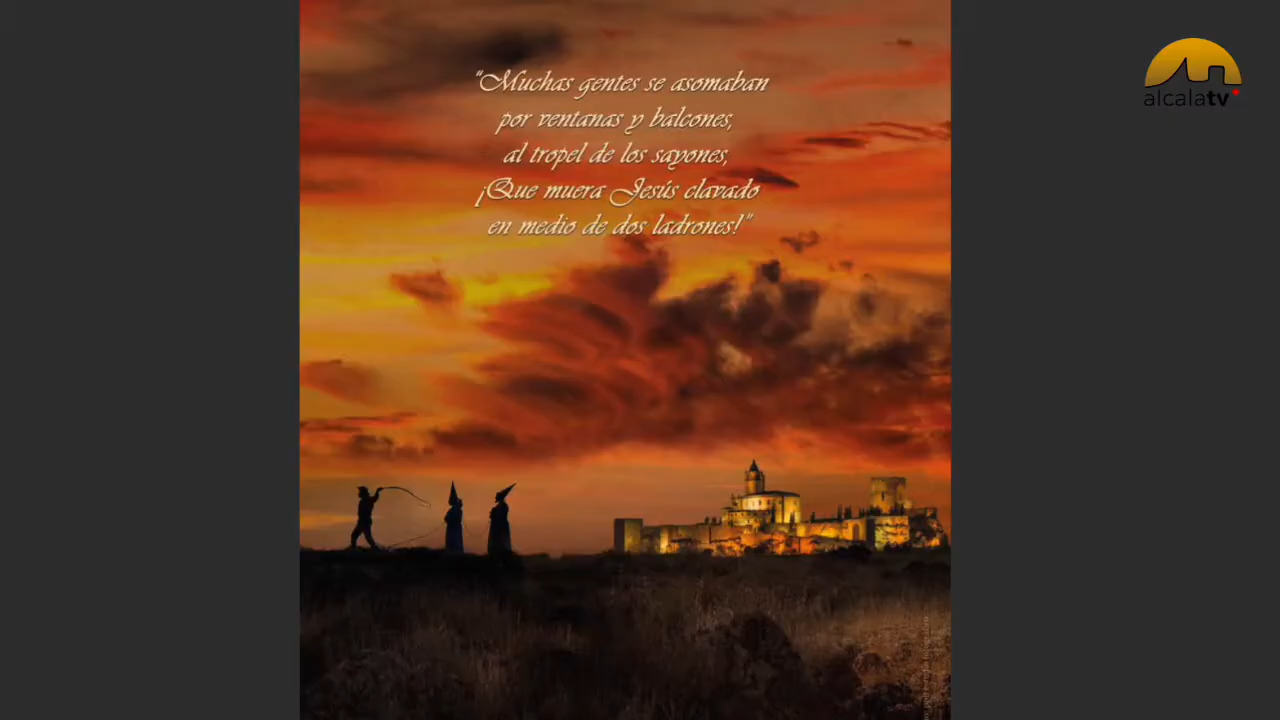 “Muchas gentes se asomaban
por ventanas y balcones,
al tropel de los sayones,
¡Que muera Jesús clavado
en medio de dos ladrones!”
alcalatv